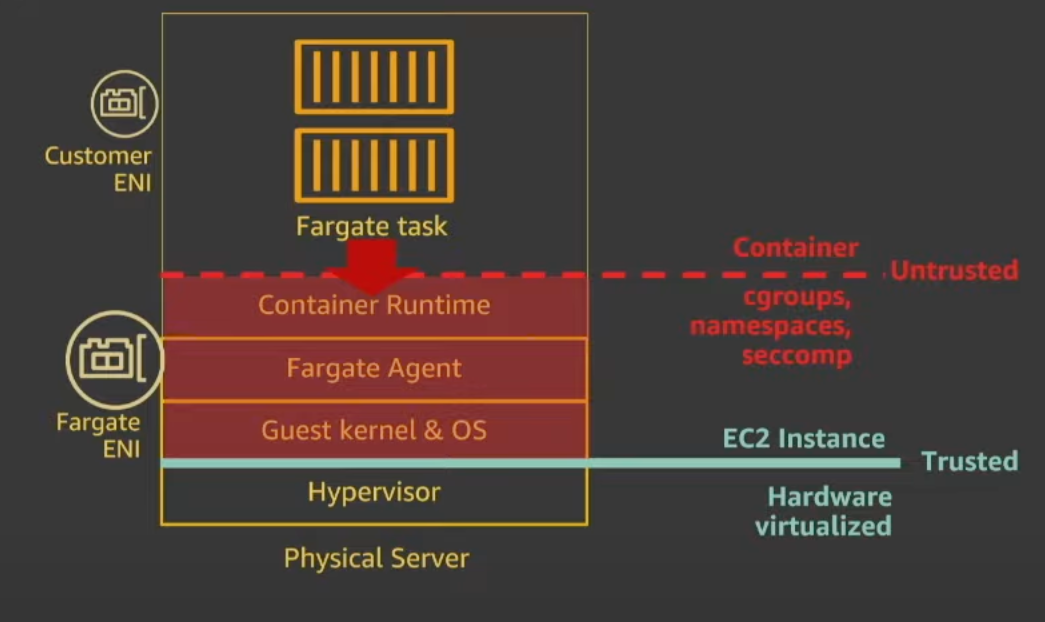 Customer
ENI
Fargate task
Container
Untrusted
cgroups,
namespaces,
seccomp
Container Runtime
Fargate Agent
Fargate
ENI
Guest kernel & OS
EC2 Instance
Trusted
Hypervisor
Hardware
virtualized
Physical Server